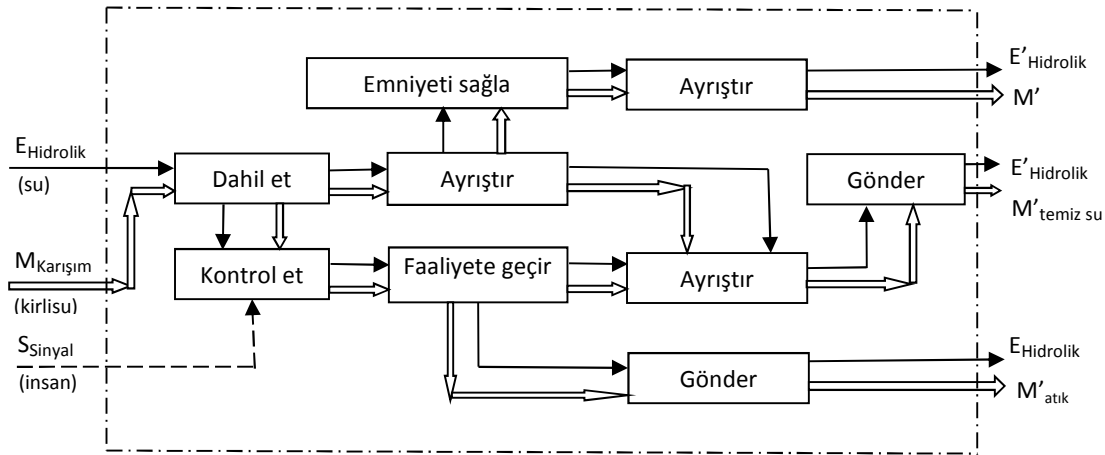 E'Hidrolik
Emniyeti sağla
Ayrıştır
M'
EHidrolik
(su)
Dahil et
Ayrıştır
Gönder
E'Hidrolik
M'temiz su
MKarışım
(kirlisu)
Kontrol et
Faaliyete geçir
Ayrıştır
SSinyal
(insan)
Gönder
EHidrolik
M'atık